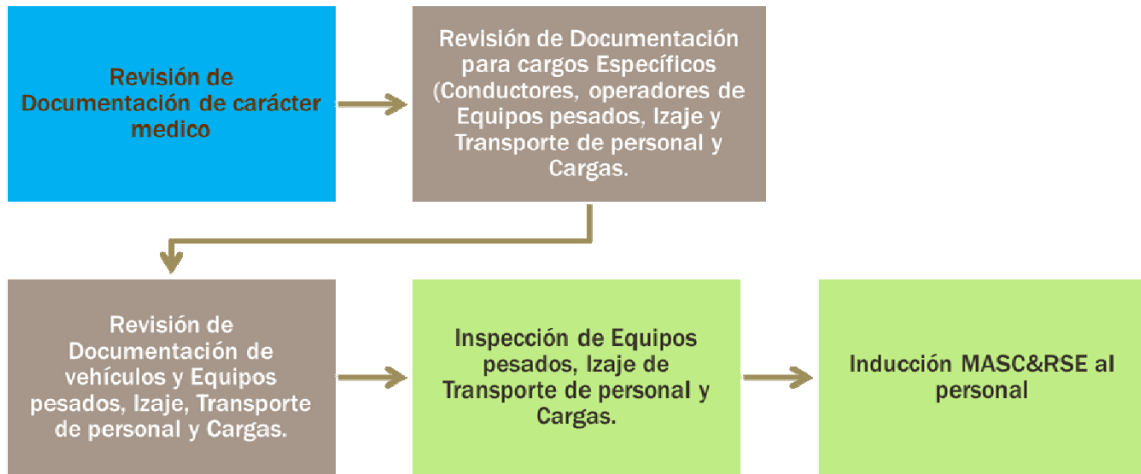 Revisión de
Documentación de carácter
medico
Revisión de Documentación
para cargos Específicos
(Conductores, operadores de
Equipos pesados, Izaje y
Transporte de personal y
Cargas.
Revisión de
Documentación de
vehículos y Equipos
pesados, Izaje, Transporte
de personal y Cargas.
Inspección de Equipos
pesados, Izaje de
Transporte de personal y
Cargas.
Inducción MASC&RSE al
personal